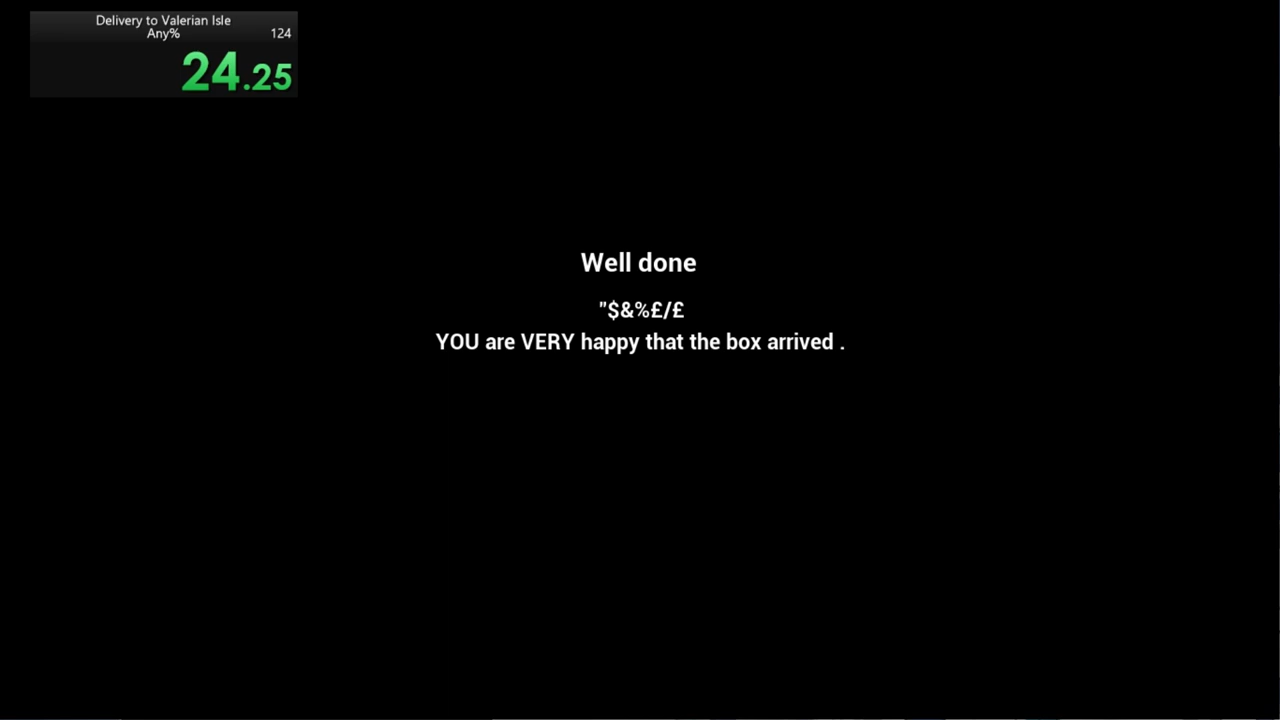 Delivery to Valerian Isle
Any% 124
24.25
Well done
"$&%£/£
YOU are VERY happy that the box arrived .